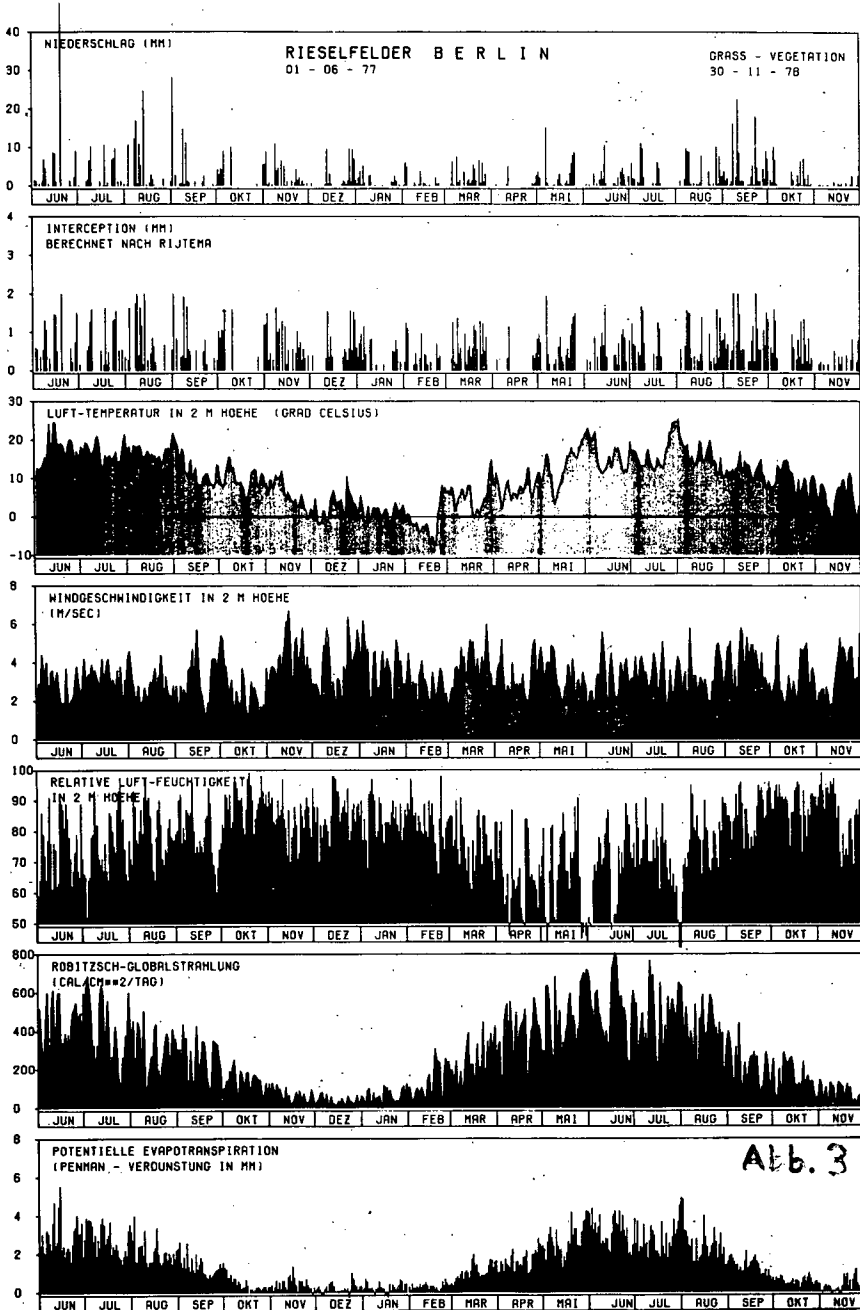 NIEDERSCHLAG (MM)
RIESELFELDER B E R L I N
01 - 06 - 77
GRASS - VEGETATION
30 - 11 - 78
40
30
20
10
0
JUN JUL AUG SEP OKT NOV DEZ JAN FEB MAR APR MAI JUN JUL AUG SEP OKT NOV
INTERCEPTION (MM)
BERECHNET NACH RIJTEMA
4
3
2
1
0
JUN JUL AUG SEP OKT NOV DEZ JAN FEB MAR APR MAI JUN JUL AUG SEP OKT NOV
LUFT-TEMPERATUR IN 2 M HOEHE (GRAD CELSIUS)
30
20
10
0
-10
JUN JUL AUG SEP OKT NOV DEZ JAN FEB MAR APR MAI JUN JUL AUG SEP OKT NOV
WINDGESCHWINDIGKEIT IN 2 M HOEHE
(M/SEC)
8
6
4
2
0
JUN JUL AUG SEP OKT NOV DEZ JAN FEB MAR APR MAI JUN JUL AUG SEP OKT NOV
RELATIVE LUFT-FEUCHTIGKEIT
IN 2 M HOEHE
100
90
80
70
60
50
JUN JUL AUG SEP OKT NOV DEZ JAN FEB MAR APR MAI JUN JUL AUG SEP OKT NOV
ROBITZSCH-GLOBALSTRAHLUNG
(CAL/CM**2/TAG)
800
600
400
200
0
JUN JUL AUG SEP OKT NOV DEZ JAN FEB MAR APR MAI JUN JUL AUG SEP OKT NOV
POTENTIELLE EVAPOTRANSPIRATION
(PENMAN - VERDUNSTUNG IN MM)
Abb. 3
8
6
4
2
0
JUN JUL AUG SEP OKT NOV DEZ JAN FEB MAR APR MAI JUN JUL AUG SEP OKT NOV